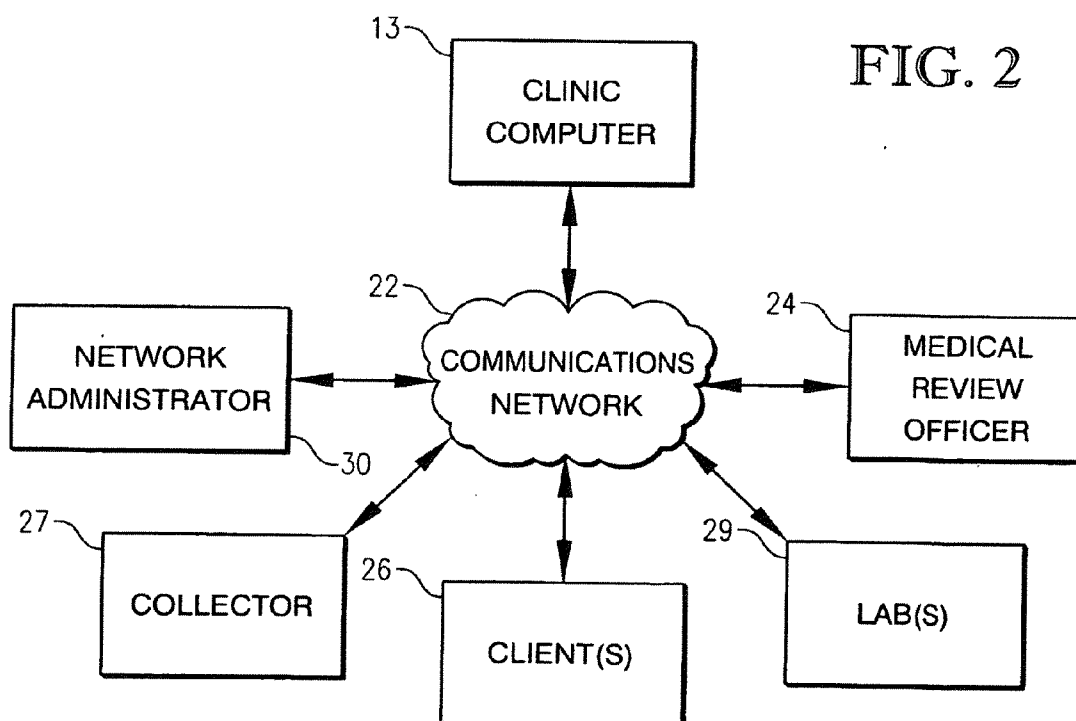 FIG. 2
13
CLINIC
COMPUTER
22
COMMUNICATIONS
NETWORK
24
MEDICAL
REVIEW
OFFICER
NETWORK
ADMINISTRATOR
30
27
COLLECTOR
26
CLIENT(S)
29
LAB(S)